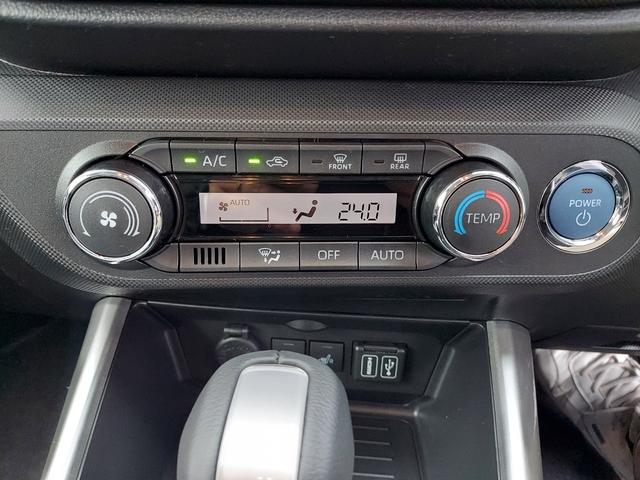 A/C
FRONT
REAR
AUTO
24.0
TEMP
POWER
OFF
AUTO